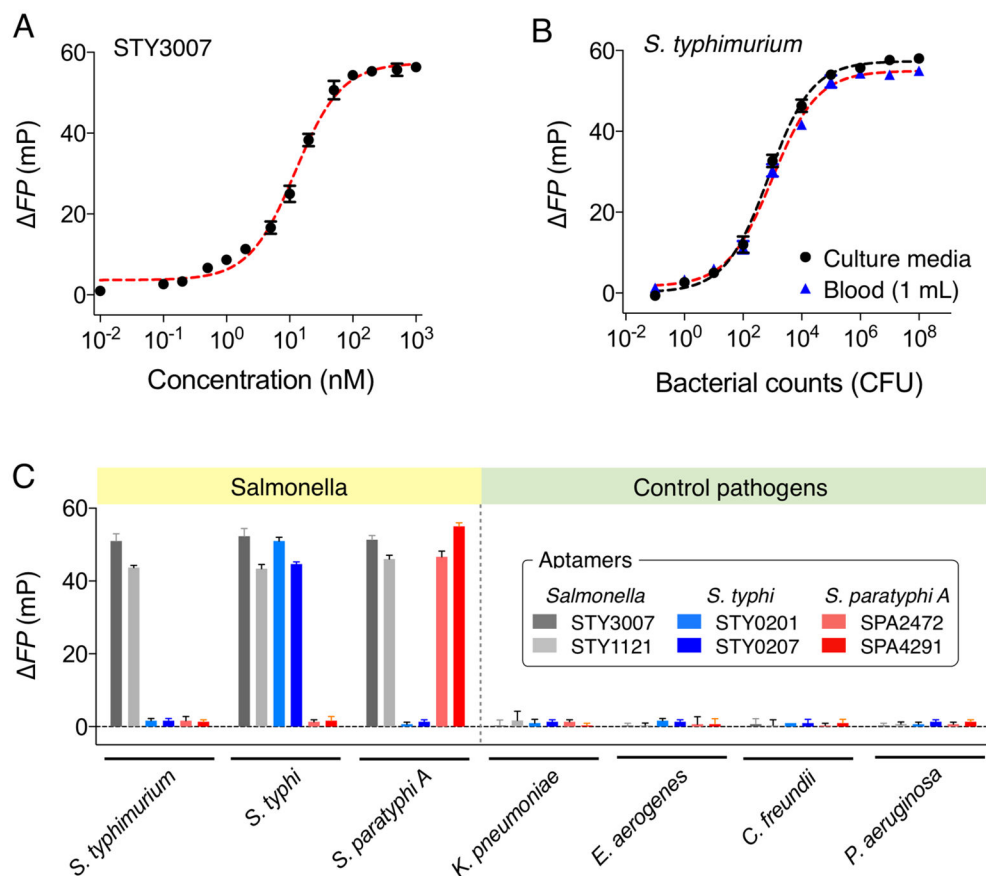 A
STY3007
60
40
20
0
ΔFP (mP)
10⁻² 10⁻¹ 10⁰ 10¹ 10² 10³
Concentration (nM)
B
S. typhimurium
60
40
20
0
ΔFP (mP)
Culture media
Blood (1 mL)
10⁻² 10⁰ 10² 10⁴ 10⁶ 10⁸
Bacterial counts (CFU)
C
Salmonella
Control pathogens
60
40
20
0
ΔFP (mP)
Aptamers
Salmonella S. typhi S. paratyphi A
STY3007 STY0201 SPA2472
STY1121 STY0207 SPA4291
S. typhimurium
S. typhi
S. paratyphi A
K. pneumoniae
E. aerogenes
C. freundii
P. aeruginosa